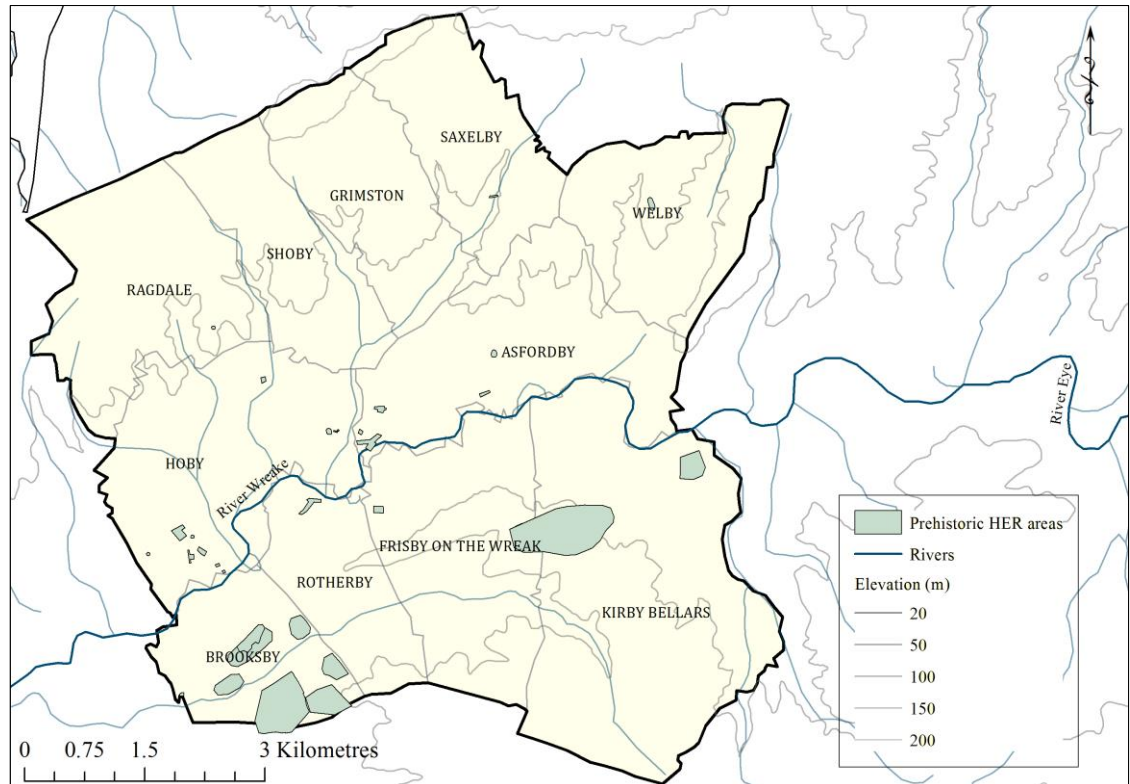 SAXELBY
GRIMSTON
WELBY
SHOBY
RAGDALE
ASFORDBY
River Eye
HOBY
River Wreake
FRISBY ON THE WREAK
ROTHERBY
KIRBY BELLARS
BROOKSBY
Prehistoric HER areas
Rivers
Elevation (m)
20
50
100
150
200
0 0.75 1.5 3 Kilometres